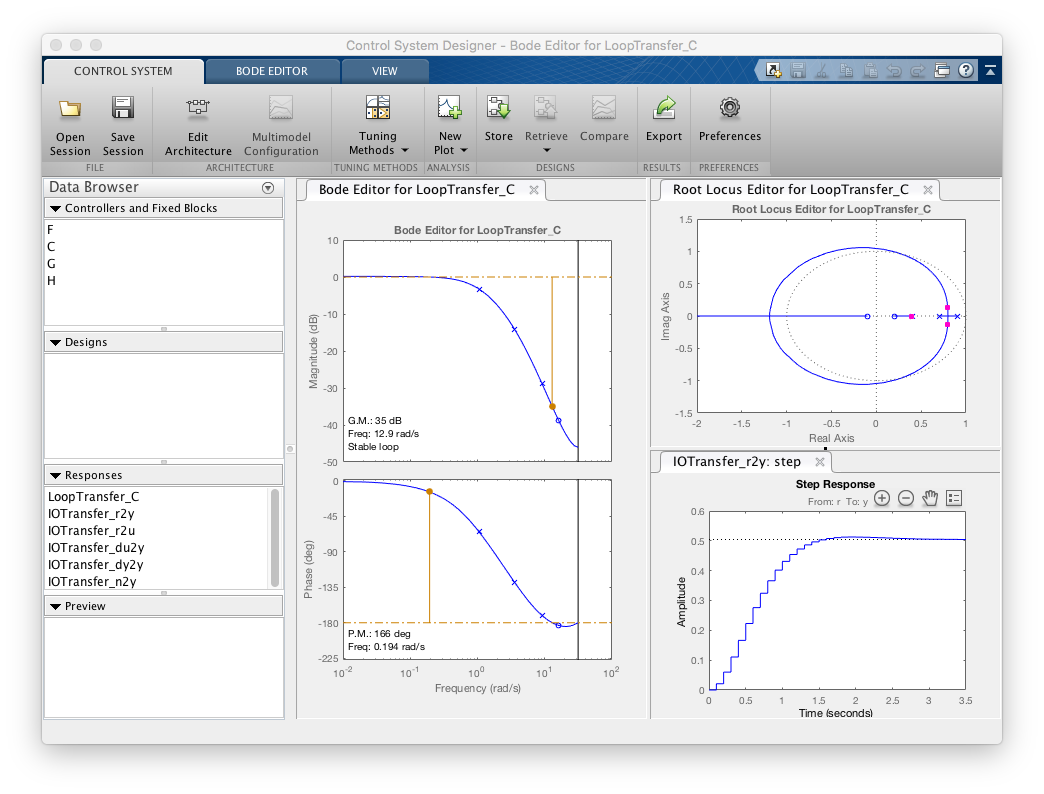 Control System Designer - Bode Editor for LoopTransfer_C
CONTROL SYSTEM
BODE EDITOR
VIEW
Open Session
Save Session
FILE
Edit Architecture
Multimodel Configuration
ARCHITECTURE
Tuning Methods
TUNING METHODS
New Plot
ANALYSIS
Store
Retrieve
Compare
DESIGNS
Export
RESULTS
Preferences
PREFERENCES
Data Browser
Controllers and Fixed Blocks
F
C
G
H
Designs
Responses
LoopTransfer_C
IOTransfer_r2y
IOTransfer_r2u
IOTransfer_du2y
IOTransfer_dy2y
IOTransfer_n2y
Preview
Bode Editor for LoopTransfer_C
Bode Editor for LoopTransfer_C
10
0
-10
-20
-30
-40
-50
Magnitude (dB)
G.M.: 35 dB
Freq: 12.9 rad/s
Stable loop
0
-45
-90
-135
-180
-225
Phase (deg)
P.M.: 166 deg
Freq: 0.194 rad/s
10^-2 10^-1 10^0 10^1 10^2
Frequency (rad/s)
Root Locus Editor for LoopTransfer_C
Root Locus Editor for LoopTransfer_C
1.5
1
0.5
0
-0.5
-1
-1.5
Imag Axis
-2 -1.5 -1 -0.5 0 0.5 1
Real Axis
IOTransfer_r2y: step
Step Response
From: r To: y
0.6
0.5
0.4
0.3
0.2
0.1
0
Amplitude
0 0.5 1 1.5 2 2.5 3 3.5
Time (seconds)